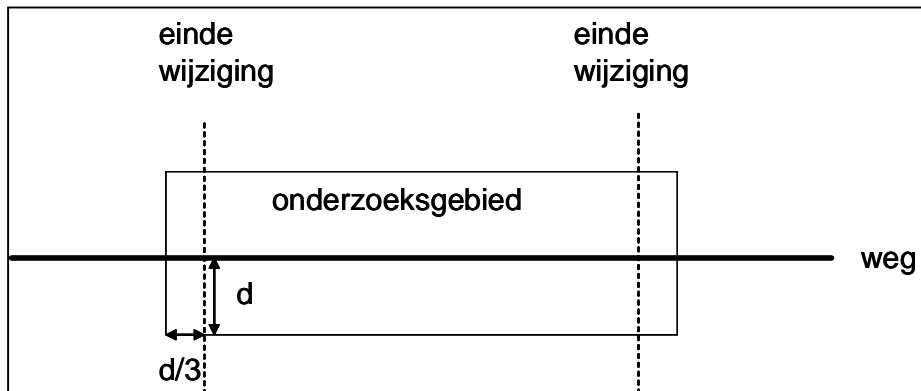 einde
wijziging
einde
wijziging
onderzoeksgebied
weg
d
d/3